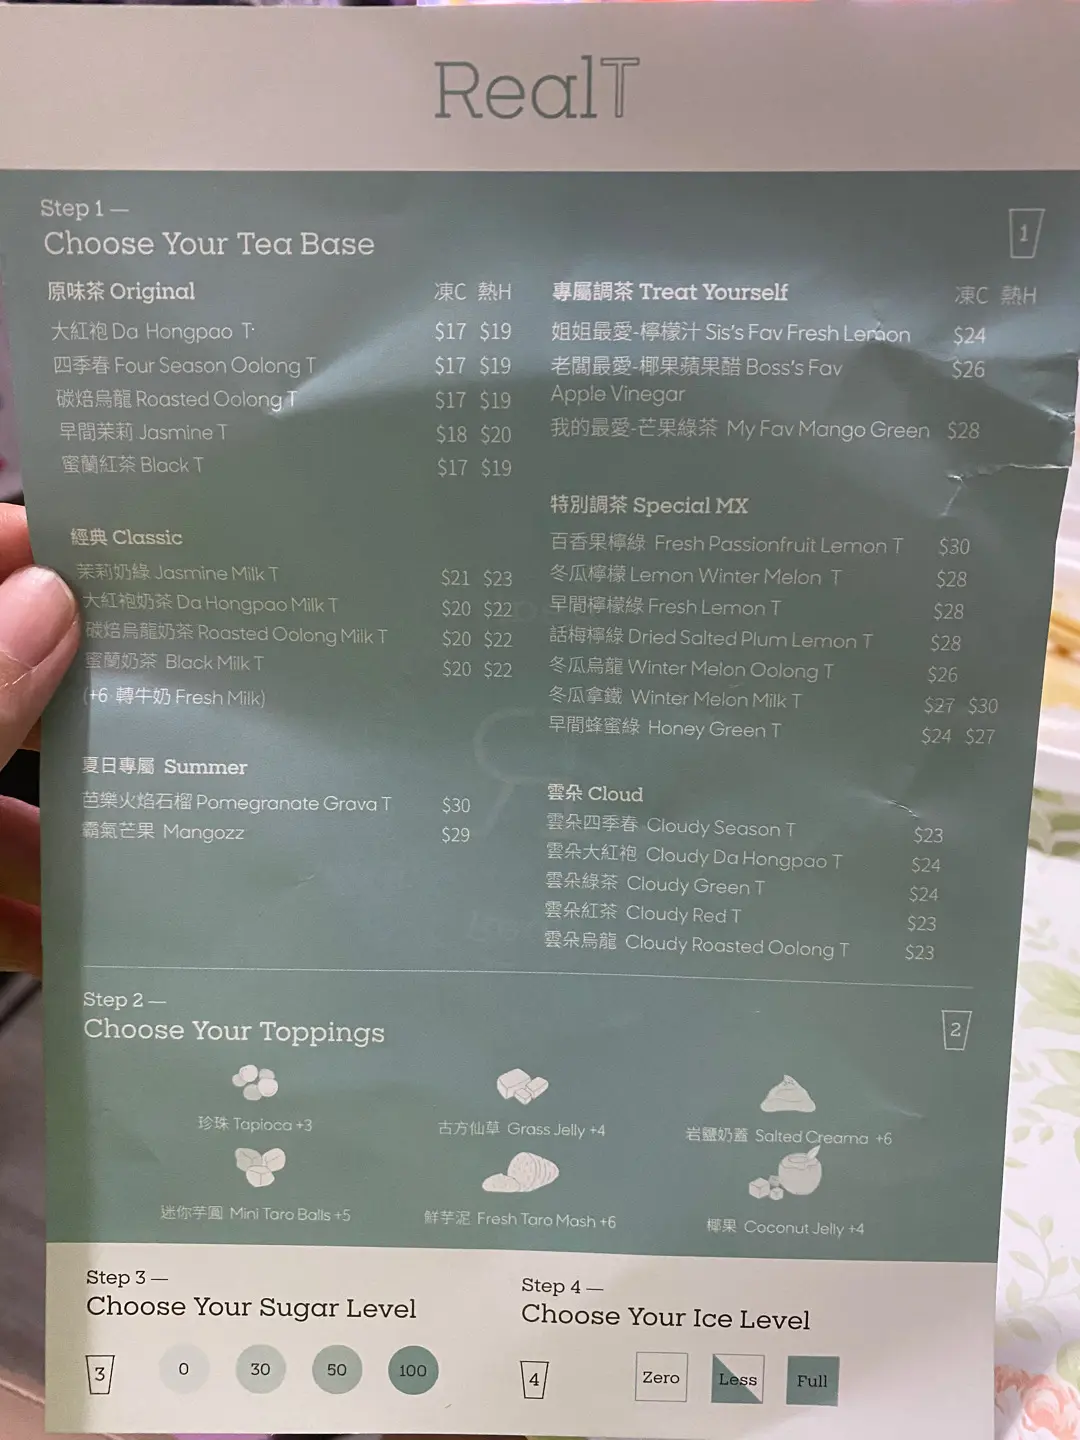 RealT
Step 1 —
Choose Your Tea Base
1
原味茶 Original 凍C 熱H
大紅袍 Da Hongpao T $17 $19
四季春 Four Season Oolong T $17 $19
碳焙烏龍 Roasted Oolong T $17 $19
早間茉莉 Jasmine T $18 $20
蜜蘭紅茶 Black T $17 $19
經典 Classic
茉莉奶綠 Jasmine Milk T $21 $23
大紅袍奶茶 Da Hongpao Milk T $20 $22
碳焙烏龍奶茶 Roasted Oolong Milk T $20 $22
蜜蘭奶茶 Black Milk T $20 $22
(+6 轉牛奶 Fresh Milk)
夏日專屬 Summer
芭樂火焰石榴 Pomegranate Grava T $30
霸氣芒果 Mangozz $29
專屬調茶 Treat Yourself 凍C 熱H
姐姐最愛-檸檬汁 Sis's Fav Fresh Lemon $24
老闆最愛-椰果蘋果醋 Boss's Fav $26
Apple Vinegar
我的最愛-芒果綠茶 My Fav Mango Green $28
特別調茶 Special MX
百香果檸綠 Fresh Passionfruit Lemon T $30
冬瓜檸檬 Lemon Winter Melon T $28
早間檸檬綠 Fresh Lemon T $28
話梅檸綠 Dried Salted Plum Lemon T $28
冬瓜烏龍 Winter Melon Oolong T $26
冬瓜拿鐵 Winter Melon Milk T $27 $30
早間蜂蜜綠 Honey Green T $24 $27
雲朵 Cloud
雲朵四季春 Cloudy Season T $23
雲朵大紅袍 Cloudy Da Hongpao T $24
雲朵綠茶 Cloudy Green T $24
雲朵紅茶 Cloudy Red T $23
雲朵烏龍 Cloudy Roasted Oolong T $23
Step 2 —
Choose Your Toppings
2
珍珠 Tapioca +3
古方仙草 Grass Jelly +4
岩鹽奶蓋 Salted Creama +6
迷你芋圓 Mini Taro Balls +5
鮮芋泥 Fresh Taro Mash +6
椰果 Coconut Jelly +4
Step 3 —
Choose Your Sugar Level
3 0 30 50 100
Step 4 —
Choose Your Ice Level
4 Zero Less Full